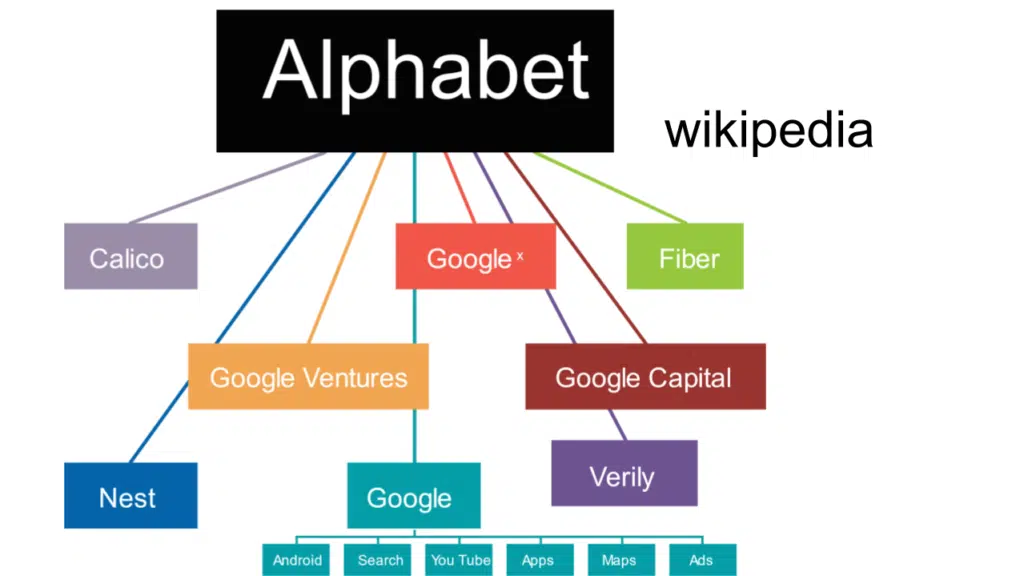 Alphabet
wikipedia
Calico
Google x
Fiber
Google Ventures
Google Capital
Nest
Google
Verily
Android
Search
You Tube
Apps
Maps
Ads